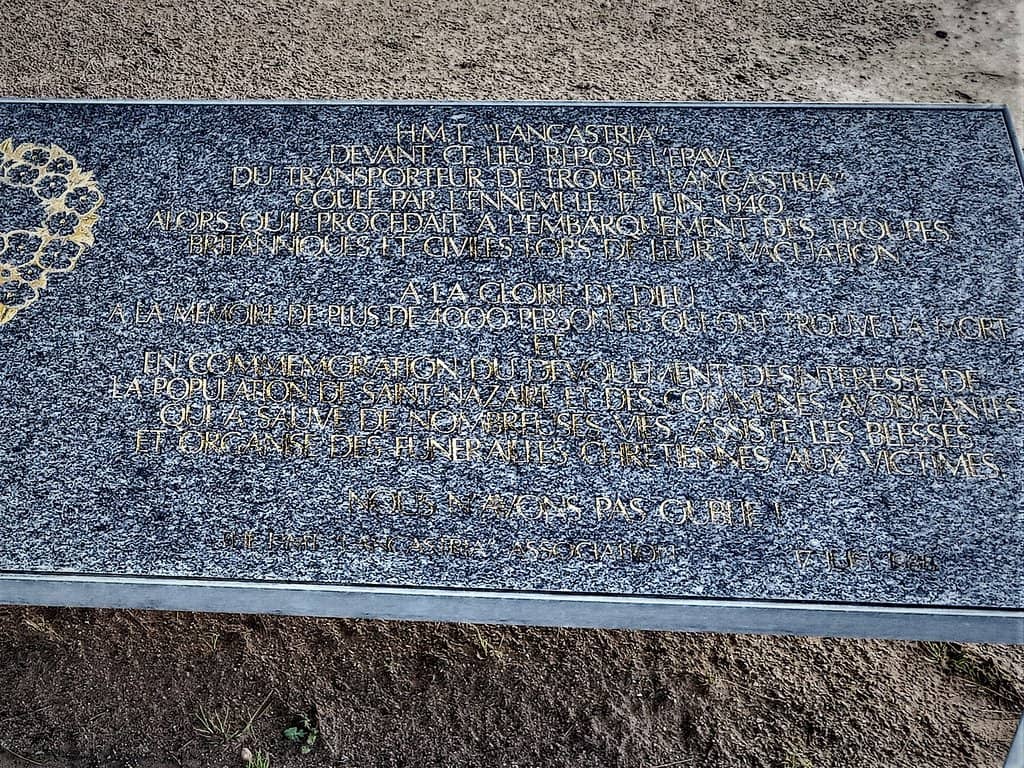 H.M.T. "LANCASTRIA"
DEVANT CE LIEU REPOSE L'EPAVE
DU TRANSPORTEUR DE TROUPE "LANCASTRIA"
COULE PAR L'ENNEMI LE 17 JUIN 1940
ALORS QU'IL PROCEDAIT A L'EMBARQUEMENT DES TROUPES
BRITANNIQUES ET CIVILES LORS DE LEUR EVACUATION
A LA GLOIRE DE DIEU
A LA MEMOIRE DE PLUS DE 4000 PERSONNES QUI ONT TROUVE LA MORT
ET
EN COMMEMORATION DU DEVOUEMENT DESINTERESSE DE
LA POPULATION DE SAINT-NAZAIRE ET DES COMMUNES AVOISINANTES
QUI A SAUVE DE NOMBREUSES VIES, ASSISTE LES BLESSES
ET ORGANISE DES FUNERAILLES CHRETIENNES AUX VICTIMES.
NOUS N'AVONS PAS OUBLIE !
THE H.M.T. "LANCASTRIA" ASSOCIATION 17 JUIN